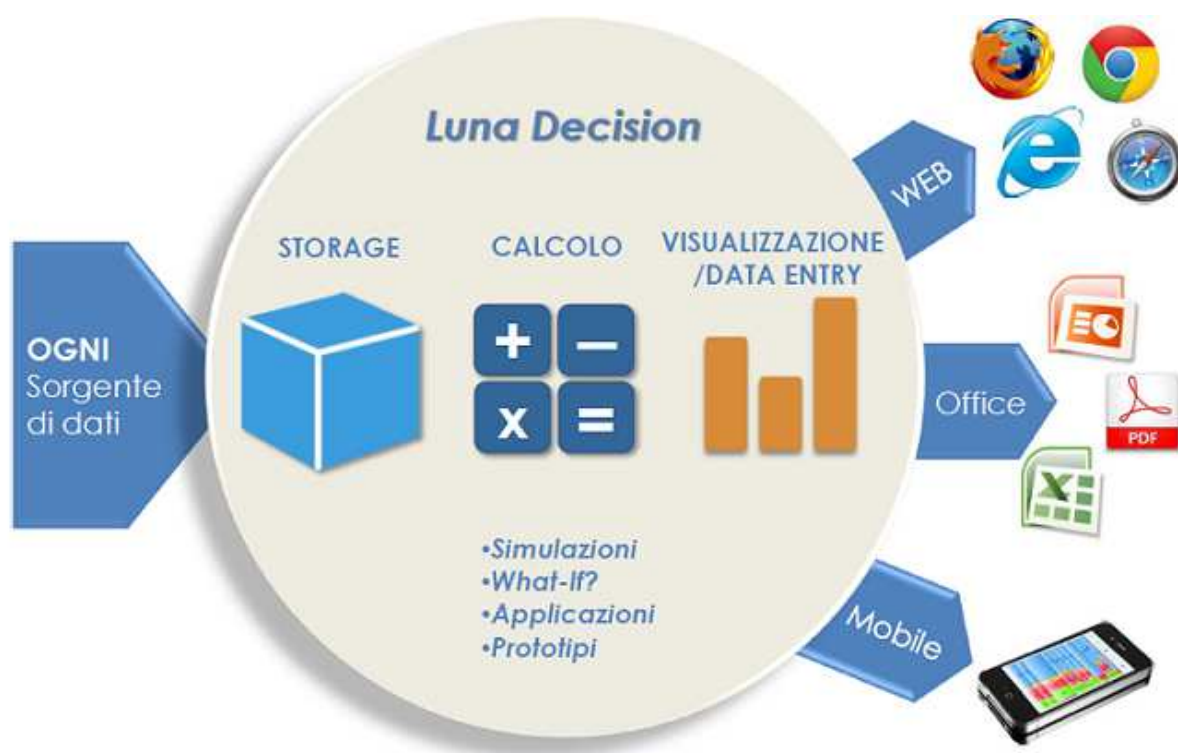 Luna Decision
STORAGE
CALCOLO
VISUALIZZAZIONE
/DATA ENTRY
OGNI
Sorgente
di dati
+
–
x
=
•Simulazioni
•What-If?
•Applicazioni
•Prototipi
WEB
Office
PDF
Mobile